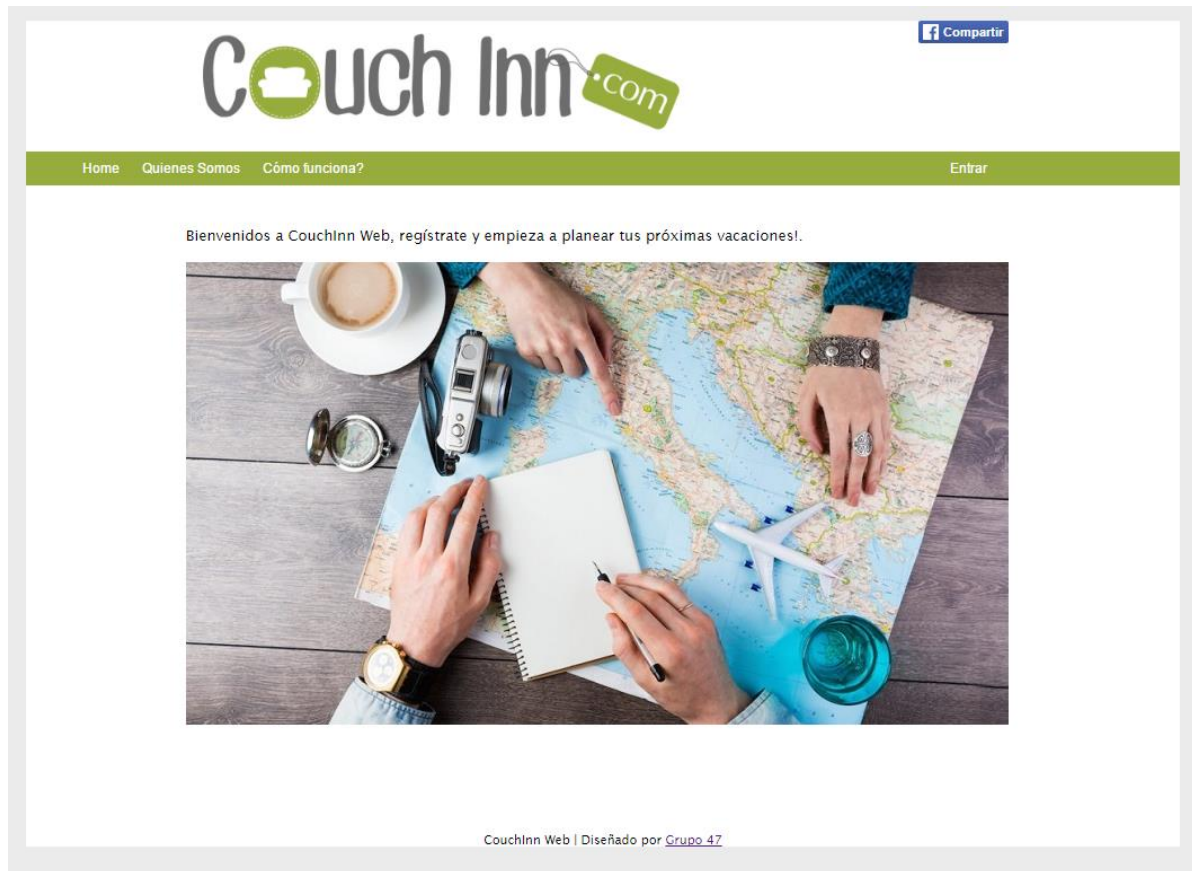 Couch Inn .com
Compartir
Home Quienes Somos Cómo funciona? Entrar
Bienvenidos a CouchInn Web, regístrate y empieza a planear tus próximas vacaciones!.
CouchInn Web | Diseñado por Grupo 47